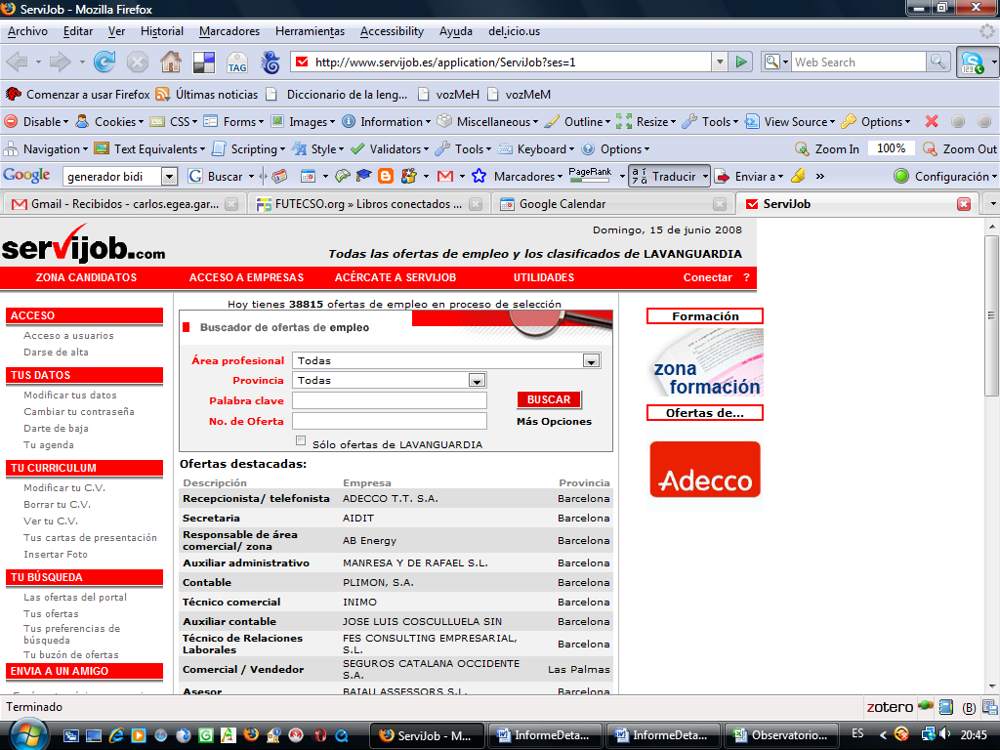 ServiJob - Mozilla Firefox
Archivo Editar Ver Historial Marcadores Herramientas Accessibility Ayuda del.icio.us
TAG http://www.servijob.es/application/ServiJob?ses=1 Web Search
Comenzar a usar Firefox Últimas noticias Diccionario de la leng... vozMeH vozMeM
Disable Cookies CSS Forms Images Information Miscellaneous Outline Resize Tools View Source Options
Navigation Text Equivalents Scripting Style Validators Tools Keyboard Options Zoom In 100% Zoom Out
Google generador bidi Buscar Marcadores PageRank Traducir Enviar a » Configuración
Gmail - Recibidos - carlos.egea.gar... FUTECSO.org » Libros conectados ... Google Calendar ServiJob
Domingo, 15 de junio 2008
servijob.com
Todas las ofertas de empleo y los clasificados de LAVANGUARDIA
ZONA CANDIDATOS ACCESO A EMPRESAS ACÉRCATE A SERVIJOB UTILIDADES Conectar ?
ACCESO
Acceso a usuarios
Darse de alta
TUS DATOS
Modificar tus datos
Cambiar tu contraseña
Darte de baja
Tu agenda
TU CURRICULUM
Modificar tu C.V.
Borrar tu C.V.
Ver tu C.V.
Tus cartas de presentación
Insertar Foto
TU BÚSQUEDA
Las ofertas del portal
Tus ofertas
Tus preferencias de
búsqueda
Tu buzón de ofertas
ENVIA A UN AMIGO
Hoy tienes 38815 ofertas de empleo en proceso de selección
Buscador de ofertas de empleo
Área profesional Todas
Provincia Todas
Palabra clave BUSCAR
No. de Oferta Más Opciones
Sólo ofertas de LAVANGUARDIA
Ofertas destacadas:
Descripción Empresa Provincia
Recepcionista/ telefonista ADECCO T.T. S.A. Barcelona
Secretaria AIDIT Barcelona
Responsable de área
comercial/ zona AB Energy Barcelona
Auxiliar administrativo MANRESA Y DE RAFAEL S.L. Barcelona
Contable PLIMON, S.A. Barcelona
Técnico comercial INIMO Barcelona
Auxiliar contable JOSE LUIS COSCULLUELA SIN Barcelona
Técnico de Relaciones
Laborales FES CONSULTING EMPRESARIAL,
S.L. Barcelona
Comercial / Vendedor SEGUROS CATALANA OCCIDENTE
S.A. Las Palmas
Asesor BAIAU ASSESSORS S.L. Barcelona
Formación
zona
formación
Ofertas de...
Adecco
Terminado zotero (B)
ServiJob - M... InformeDeta... InformeDeta... Observatorio... ES < 20:45